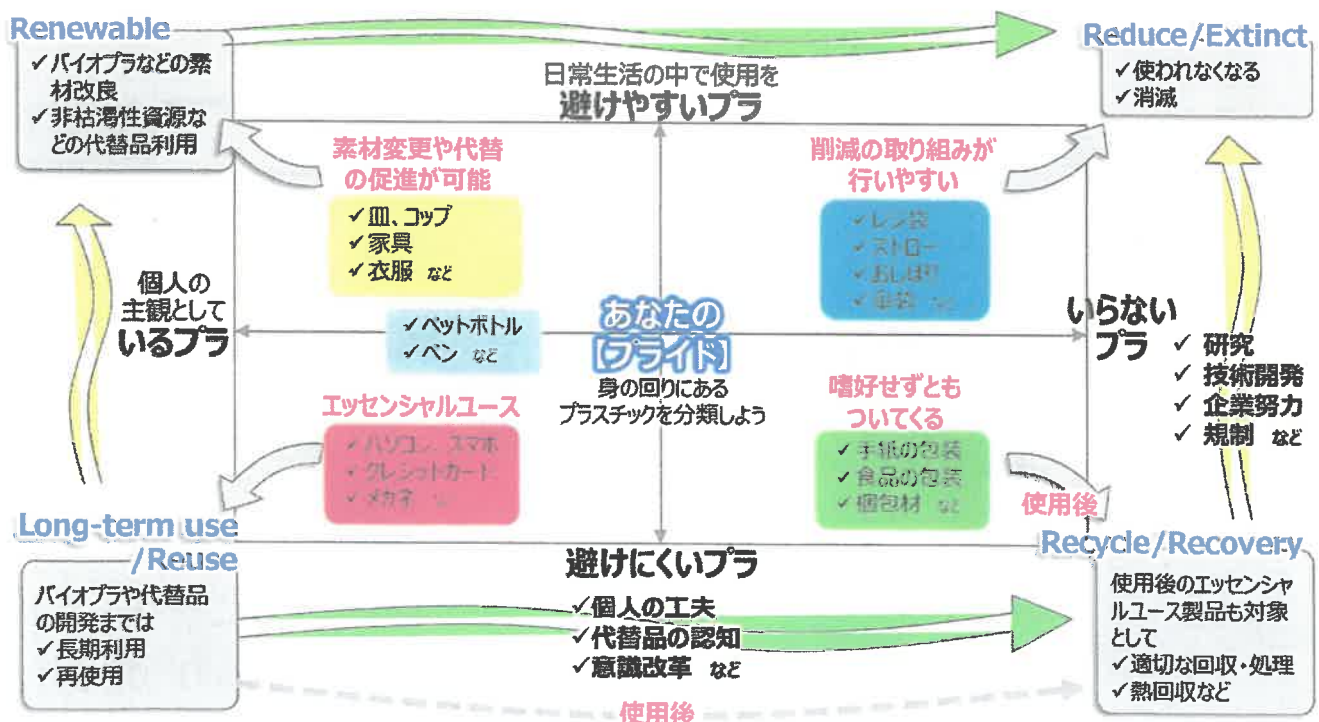 Renewable
✓バイオプラなどの素
材改良
✓非枯渇性資源な
どの代替品利用
Reduce/Extinct
✓使われなくなる
✓消滅
日常生活の中で使用を
避けやすいプラ
素材変更や代替
の促進が可能
✓皿、コップ
✓家具
✓衣服 など
削減の取り組みが
行いやすい
✓レジ袋
✓ストロー
✓おしぼり
個人の
主観として
いるプラ
✓ペットボトル
✓ペン など
あなたの
【プライド】
身の回りにある
プラスチックを分類しよう
いらない
プラ
✓研究
✓技術開発
✓企業努力
✓規制 など
エッセンシャルユース
✓パソコン、スマホ
✓クレジットカード
✓メガネ など
嗜好せずとも
ついてくる
✓手紙の包装
✓食品の包装
✓梱包材 など
使用後
Long-term use
/Reuse
バイオプラや代替品
の開発までは
✓長期利用
✓再使用
避けにくいプラ
✓個人の工夫
✓代替品の認知
✓意識改革 など
使用後
Recycle/Recovery
使用後のエッセンシャ
ルユース製品も対象
として
✓適切な回収・処理
✓熱回収など